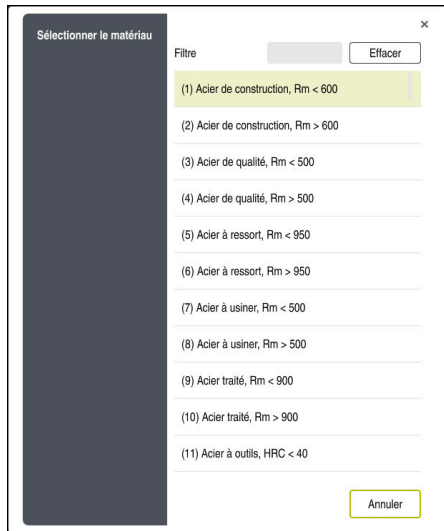 Sélectionner le matériau
×
Filtre
Effacer
(1) Acier de construction, Rm < 600
(2) Acier de construction, Rm > 600
(3) Acier de qualité, Rm < 500
(4) Acier de qualité, Rm > 500
(5) Acier à ressort, Rm < 950
(6) Acier à ressort, Rm > 950
(7) Acier à usiner, Rm < 500
(8) Acier à usiner, Rm > 500
(9) Acier traité, Rm < 900
(10) Acier traité, Rm > 900
(11) Acier à outils, HRC < 40
Annuler